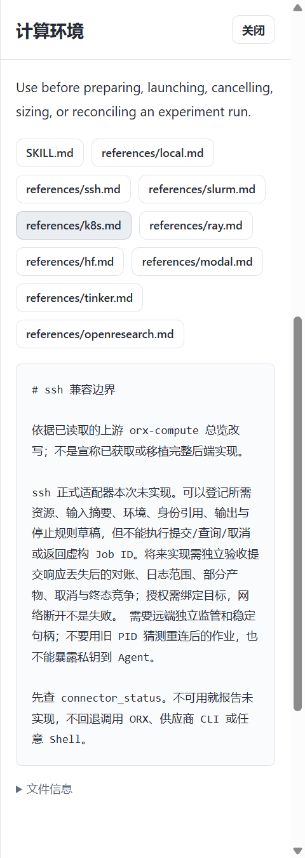 计算环境
关闭
Use before preparing, launching, cancelling,
sizing, or reconciling an experiment run.
SKILL.md
references/local.md
references/ssh.md
references/slurm.md
references/k8s.md
references/ray.md
references/hf.md
references/modal.md
references/tinker.md
references/openresearch.md
# ssh 兼容边界
依据已读取的上游 orx-compute 总览改
写；不是宣称已获取或移植完整后端实现。
ssh 正式适配器本次未实现。可以登记所需
资源、输入摘要、环境、身份引用、输出与
停止规则草稿，但不能执行提交/查询/取消
或返回虚构 Job ID。将来实现需独立验收提
交响应丢失后的对账、日志范围、部分产
物、取消与终态竞争；授权需绑定目标，网
络断开不是失败。 需要远端独立监管和稳定
句柄；不要用旧 PID 猜测重连后的作业，也
不能暴露私钥到 Agent。
先查 connector_status。不可用就报告未
实现，不回退调用 ORX、供应商 CLI 或任
意 Shell。
▶ 文件信息